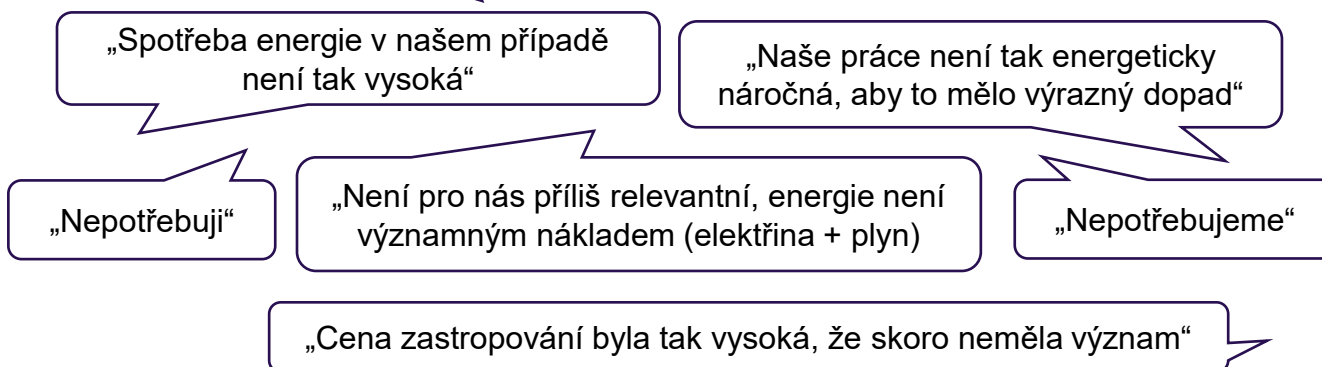 „Spotřeba energie v našem případě
není tak vysoká“
„Naše práce není tak energeticky
náročná, aby to mělo výrazný dopad“
„Nepotřebuji“
„Není pro nás příliš relevantní, energie není
významným nákladem (elektřina + plyn)
„Nepotřebujeme“
„Cena zastropování byla tak vysoká, že skoro neměla význam“